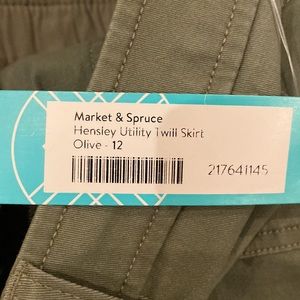 Market & Spruce
Hensley Utility Twill Skirt
Olive - 12
217641145